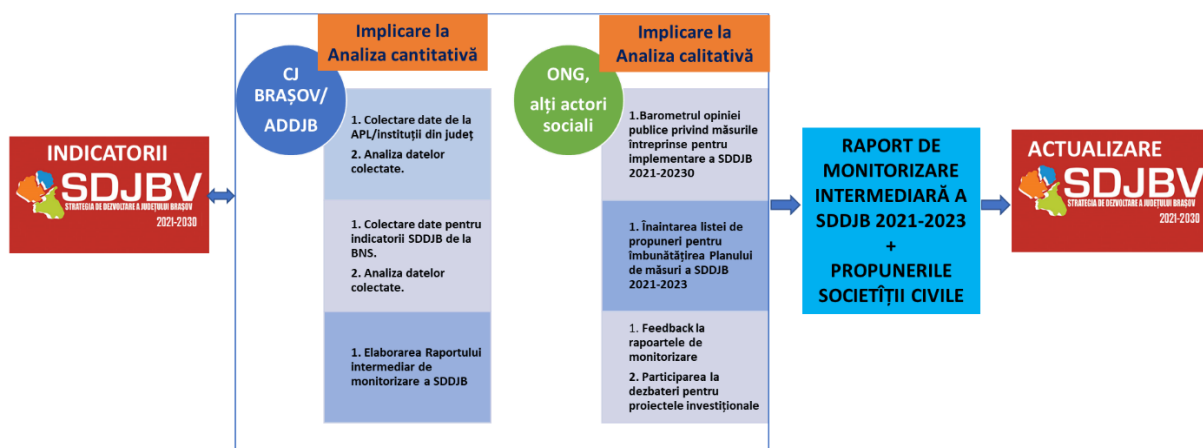 INDICATORII
SDJBV
STRATEGIA DE DEZVOLTARE A JUDEȚULUI BRAȘOV
2021-2030
CJ
BRAȘOV/
ADDJB
Implicare la
Analiza cantitativă
1. Colectare date de la
APL/instituții din județ
2. Analiza datelor
colectate.
1. Colectare date pentru
indicatorii SDDJB de la
BNS.
2. Analiza datelor
colectate.
1. Elaborarea Raportului
intermediar de
monitorizare a SDDJB
ONG,
alți actori
sociali
Implicare la
Analiza calitativă
1.Barometrul opiniei
publice privind măsurile
întreprinse pentru
implementare a SDDJB
2021-20230
1. Înaintarea listei de
propuneri pentru
îmbunătățirea Planului
de măsuri a SDDJB
2021-2023
1. Feedback la
rapoartele de
monitorizare
2. Participarea la
dezbateri pentru
proiectele investiționale
RAPORT DE
MONITORIZARE
INTERMEDIARĂ A
SDDJB 2021-2023
+
PROPUNERILE
SOCIETÎȚII CIVILE
ACTUALIZARE
SDJBV
STRATEGIA DE DEZVOLTARE A JUDEȚULUI BRAȘOV
2021-2030